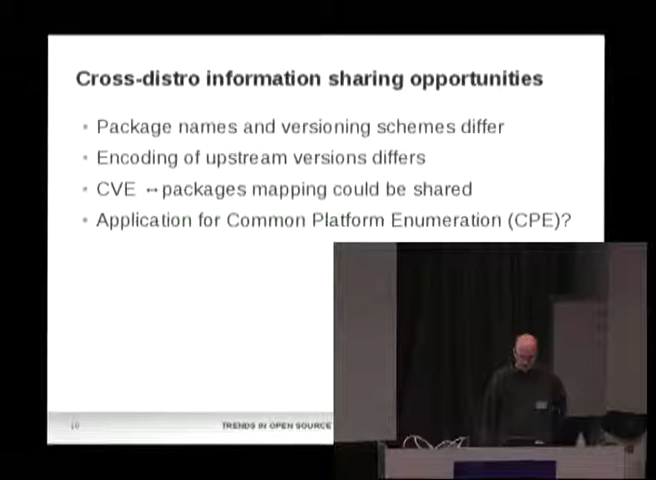 Cross-distro information sharing opportunities
• Package names and versioning schemes differ
• Encoding of upstream versions differs
• CVE ↔ packages mapping could be shared
• Application for Common Platform Enumeration (CPE)?
10
TRENDS IN OPEN SOURCE